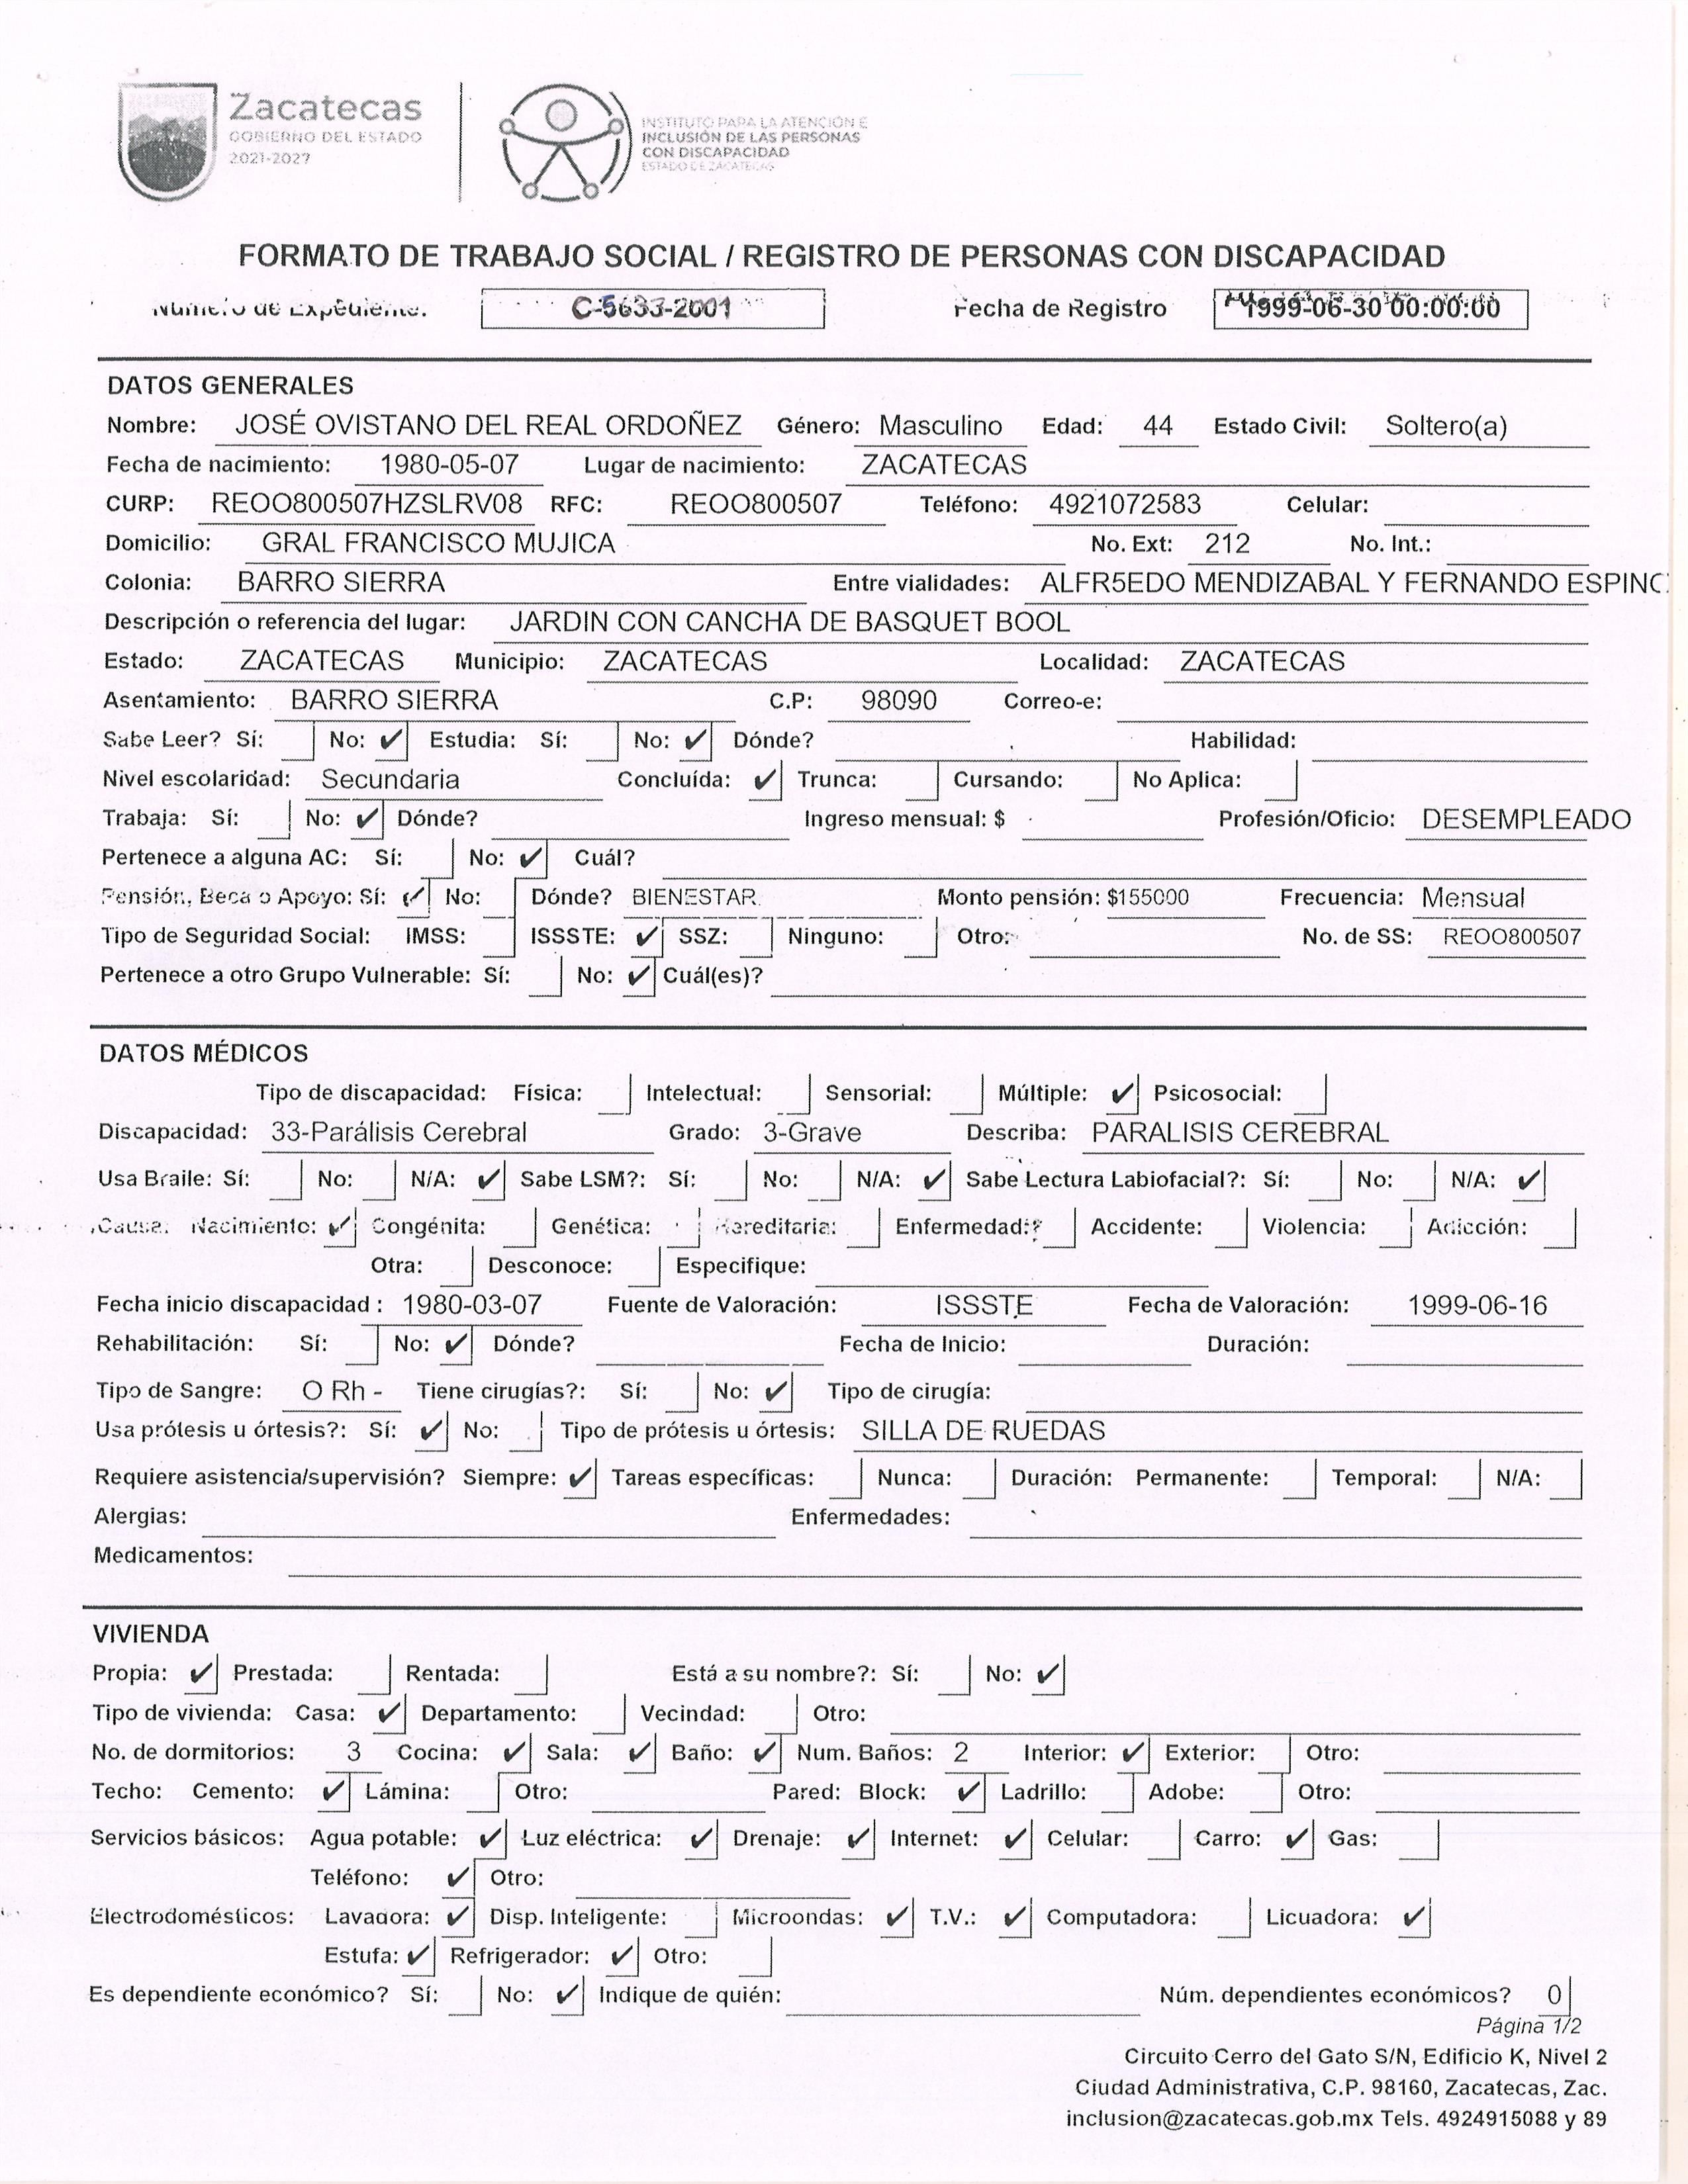 Zacatecas
GOBIERNO DEL ESTADO
2021-2027
INSTITUTO PARA LA ATENCIÓN E
INCLUSIÓN DE LAS PERSONAS
CON DISCAPACIDAD
ESTADO DE ZACATECAS
FORMATO DE TRABAJO SOCIAL / REGISTRO DE PERSONAS CON DISCAPACIDAD
Número de Expediente: C-5633-2001 Fecha de Registro 1999-06-30 00:00:00
DATOS GENERALES
Nombre: JOSÉ OVISTANO DEL REAL ORDOÑEZ Género: Masculino Edad: 44 Estado Civil: Soltero(a)
Fecha de nacimiento: 1980-05-07 Lugar de nacimiento: ZACATECAS
CURP: REOO800507HZSLRV08 RFC: REOO800507 Teléfono: 4921072583 Celular:
Domicilio: GRAL FRANCISCO MUJICA No. Ext: 212 No. Int.:
Colonia: BARRO SIERRA Entre vialidades: ALFR5EDO MENDIZABAL Y FERNANDO ESPINO
Descripción o referencia del lugar: JARDIN CON CANCHA DE BASQUET BOOL
Estado: ZACATECAS Municipio: ZACATECAS Localidad: ZACATECAS
Asentamiento: BARRO SIERRA C.P: 98090 Correo-e:
Sabe Leer? Sí: No: ✔ Estudia: Sí: No: ✔ Dónde? Habilidad:
Nivel escolaridad: Secundaria Concluída: ✔ Trunca: Cursando: No Aplica:
Trabaja: Sí: No: ✔ Dónde? Ingreso mensual: $ Profesión/Oficio: DESEMPLEADO
Pertenece a alguna AC: Sí: No: ✔ Cuál?
Pensión, Beca o Apoyo: Sí: ✔ No: Dónde? BIENESTAR Monto pensión: $155000 Frecuencia: Mensual
Tipo de Seguridad Social: IMSS: ISSSTE: ✔ SSZ: Ninguno: Otro: No. de SS: REOO800507
Pertenece a otro Grupo Vulnerable: Sí: No: ✔ Cuál(es)?
DATOS MÉDICOS
Tipo de discapacidad: Física: Intelectual: Sensorial: Múltiple: ✔ Psicosocial:
Discapacidad: 33-Parálisis Cerebral Grado: 3-Grave Describa: PARALISIS CEREBRAL
Usa Braile: Sí: No: N/A: ✔ Sabe LSM?: Sí: No: N/A: ✔ Sabe Lectura Labiofacial?: Sí: No: N/A: ✔
Causa: Nacimiento: ✔ Congénita: Genética: Hereditaria: Enfermedad: Accidente: Violencia: Adicción:
Otra: Desconoce: Especifique:
Fecha inicio discapacidad : 1980-03-07 Fuente de Valoración: ISSSTE Fecha de Valoración: 1999-06-16
Rehabilitación: Sí: No: ✔ Dónde? Fecha de Inicio: Duración:
Tipo de Sangre: O Rh - Tiene cirugías?: Sí: No: ✔ Tipo de cirugía:
Usa prótesis u órtesis?: Sí: ✔ No: Tipo de prótesis u órtesis: SILLA DE RUEDAS
Requiere asistencia/supervisión? Siempre: ✔ Tareas específicas: Nunca: Duración: Permanente: Temporal: N/A:
Alergias: Enfermedades:
Medicamentos:
VIVIENDA
Propia: ✔ Prestada: Rentada: Está a su nombre?: Sí: No: ✔
Tipo de vivienda: Casa: ✔ Departamento: Vecindad: Otro:
No. de dormitorios: 3 Cocina: ✔ Sala: ✔ Baño: ✔ Num. Baños: 2 Interior: ✔ Exterior: Otro:
Techo: Cemento: ✔ Lámina: Otro: Pared: Block: ✔ Ladrillo: Adobe: Otro:
Servicios básicos: Agua potable: ✔ Luz eléctrica: ✔ Drenaje: ✔ Internet: ✔ Celular: Carro: ✔ Gas:
Teléfono: ✔ Otro:
Electrodomésticos: Lavadora: ✔ Disp. Inteligente: Microondas: ✔ T.V.: ✔ Computadora: Licuadora: ✔
Estufa: ✔ Refrigerador: ✔ Otro:
Es dependiente económico? Sí: No: ✔ Indique de quién: Núm. dependientes económicos? 0
Página 1/2
Circuito Cerro del Gato S/N, Edificio K, Nivel 2
Ciudad Administrativa, C.P. 98160, Zacatecas, Zac.
inclusion@zacatecas.gob.mx Tels. 4924915088 y 89